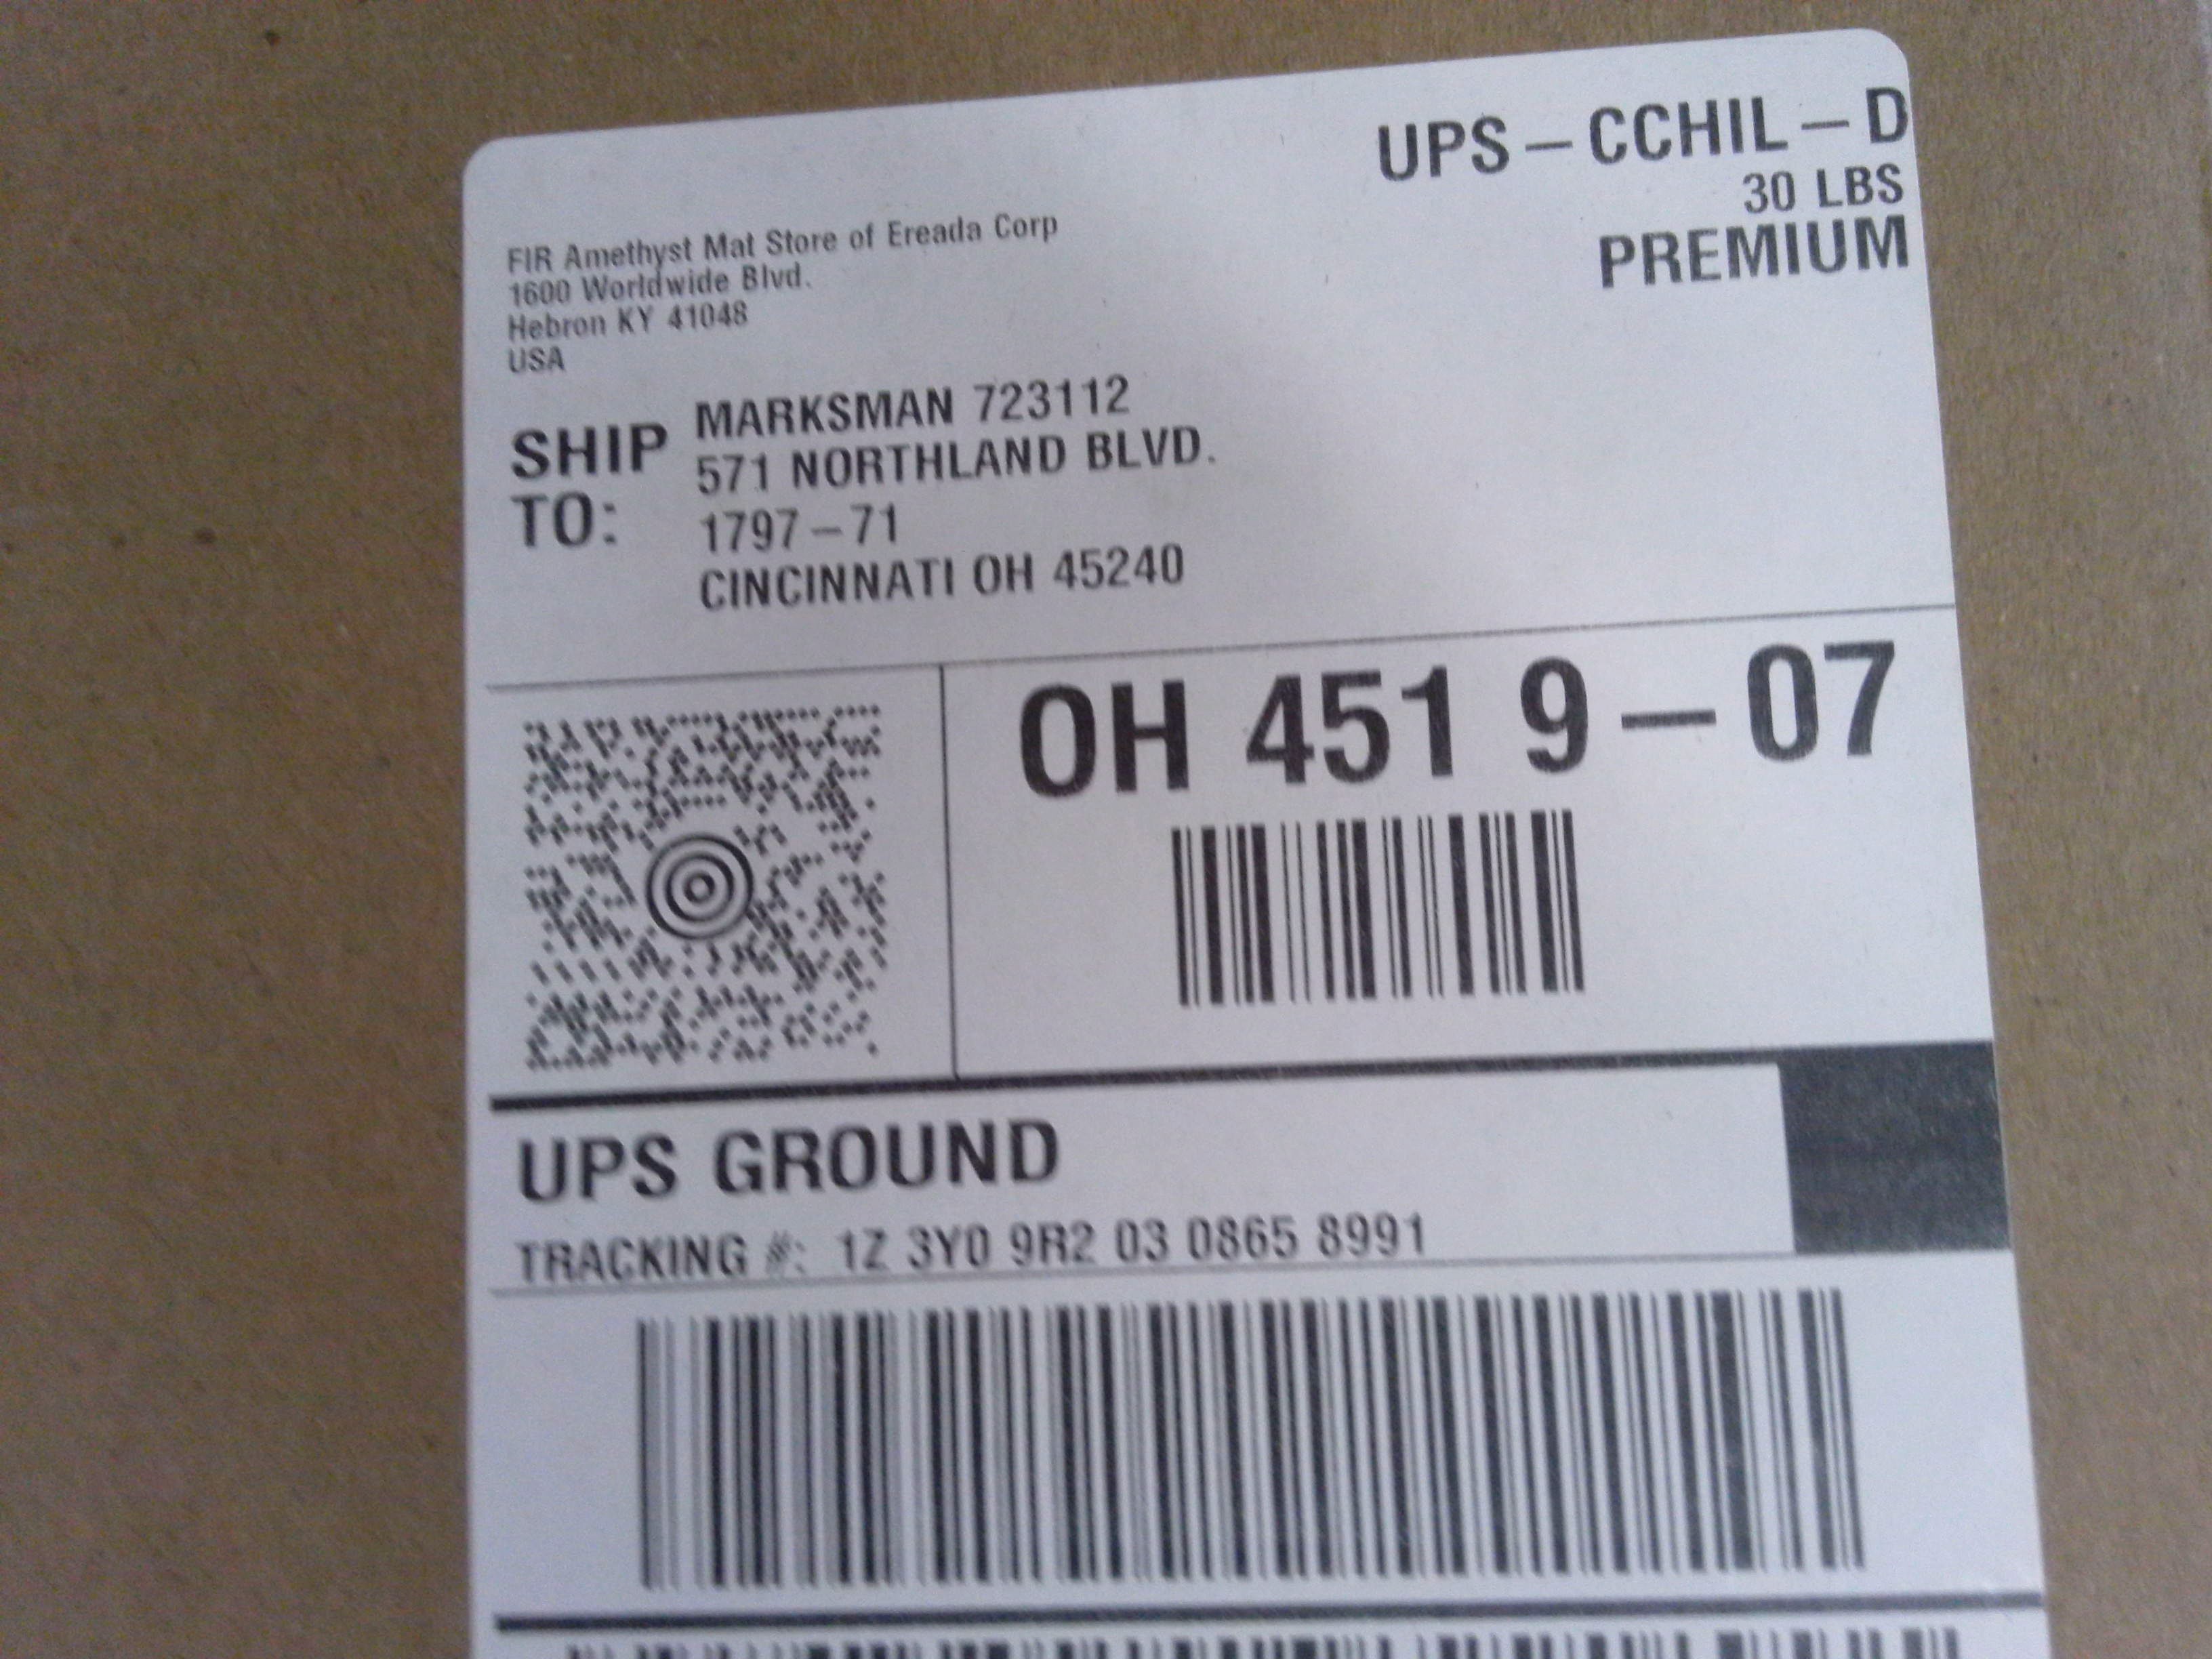 UPS – CCHIL – D
30 LBS
PREMIUM
FIR Amethyst Mat Store of Ereada Corp
1600 Worldwide Blvd.
Hebron KY 41048
USA
SHIP TO:
MARKSMAN 723112
571 NORTHLAND BLVD.
1797 – 71
CINCINNATI OH 45240
OH 451 9 – 07
UPS GROUND
TRACKING #: 1Z 3Y0 9R2 03 0865 8991